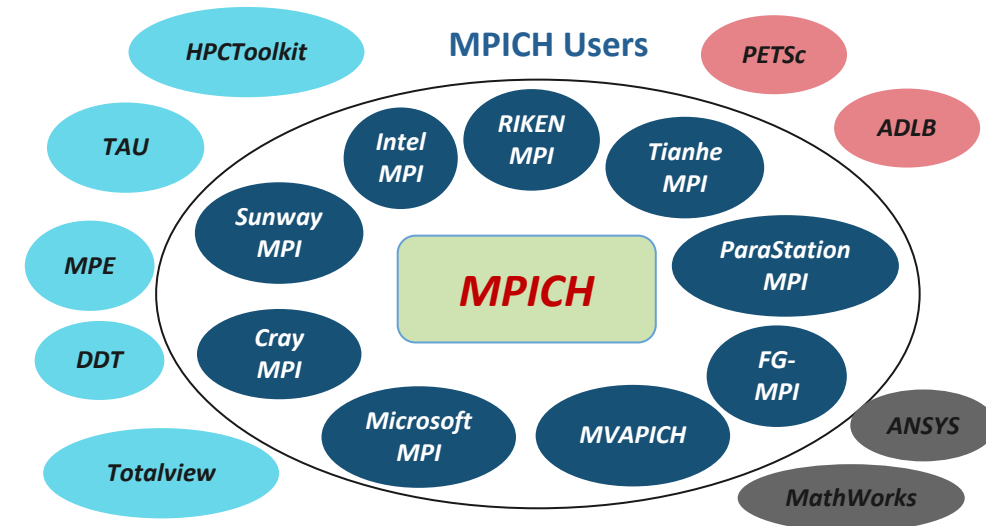 HPCToolkit
MPICH Users
PETSc
ADLB
TAU
Intel
MPI
RIKEN
MPI
Tianhe
MPI
Sunway
MPI
ParaStation
MPI
MPE
MPICH
DDT
Cray
MPI
FG-
MPI
Microsoft
MPI
MVAPICH
ANSYS
Totalview
MathWorks